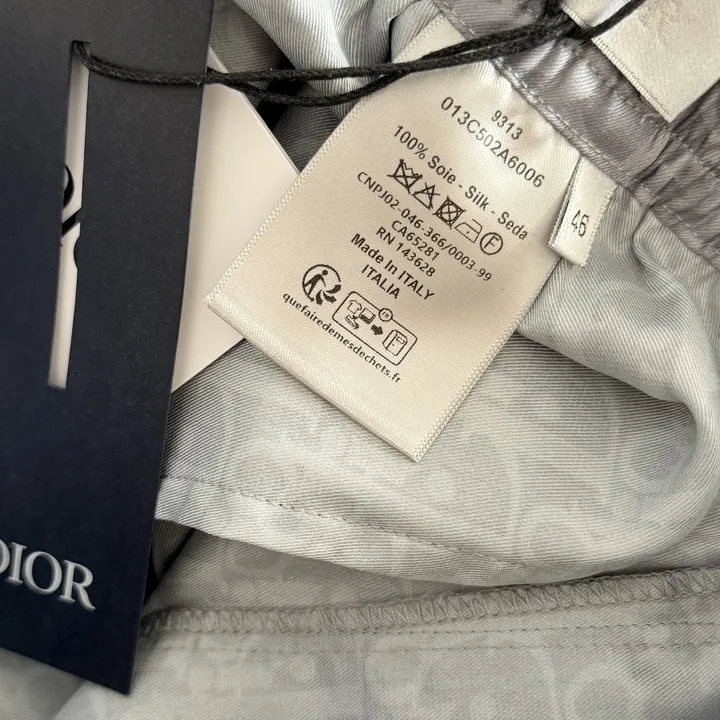 9313
013C502A6006
100% Soie - Silk - Seda
CNPJ02-046-366/0003-99
CA65281
RN 143628
Made In ITALY
ITALIA
FR
quefairedemesdechets.fr
46
DIOR